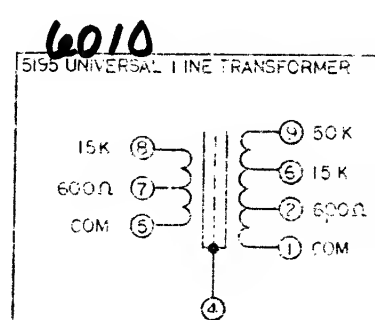 6010
5195 UNIVERSAL LINE TRANSFORMER
15K 8
600Ω 7
COM 5
9 50K
6 15K
2 600Ω
1 COM
4